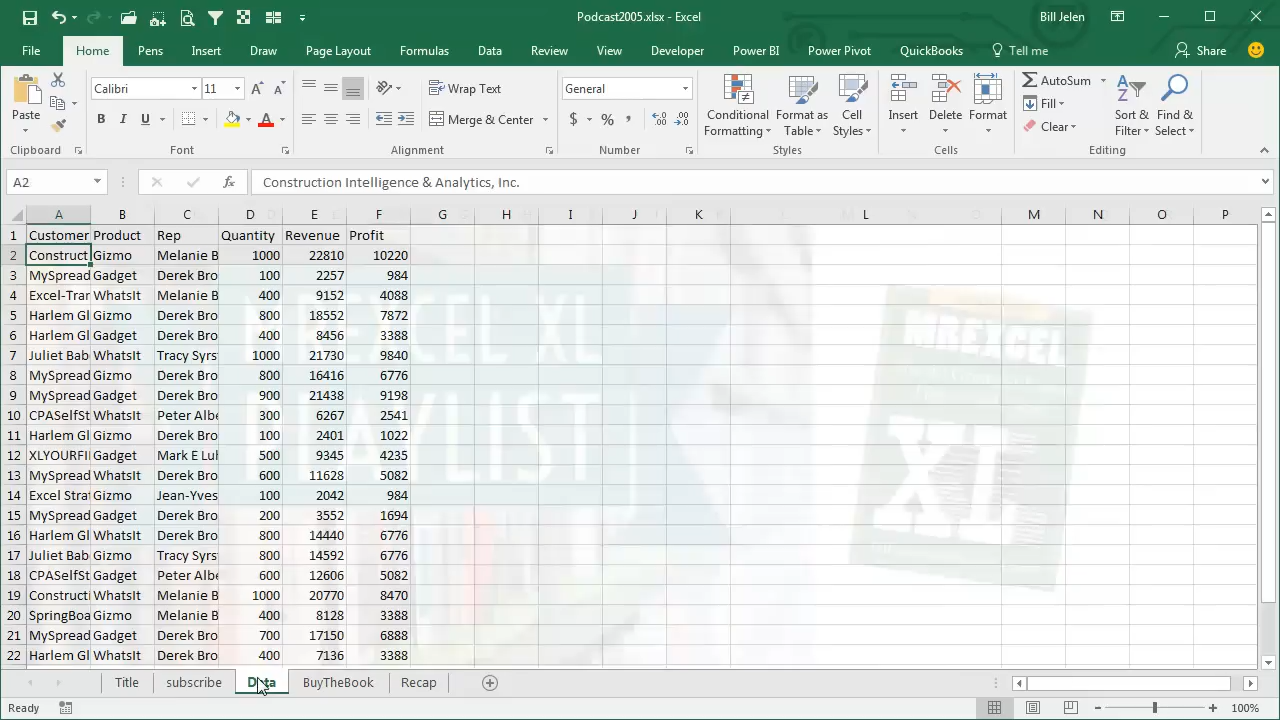 Podcast2005.xlsx - Excel
Bill Jelen
File Home Pens Insert Draw Page Layout Formulas Data Review View Developer Power BI Power Pivot QuickBooks Tell me Share
Paste
Clipboard
Calibri 11
B I U
Font
Wrap Text
Merge & Center
Alignment
General
$ % ,
Number
Conditional Formatting
Format as Table
Cell Styles
Styles
Insert Delete Format
Cells
AutoSum
Fill
Clear
Sort & Filter
Find & Select
Editing
A2 fx Construction Intelligence & Analytics, Inc.
A B C D E F G H I J K L M N O P
1 Customer Product Rep Quantity Revenue Profit
2 Construct Gizmo Melanie B 1000 22810 10220
3 MySpread Gadget Derek Bro 100 2257 984
4 Excel-Trar WhatsIt Melanie B 400 9152 4088
5 Harlem Gl Gizmo Derek Bro 800 18552 7872
6 Harlem Gl Gadget Derek Bro 400 8456 3388
7 Juliet Bab WhatsIt Tracy Syrs 1000 21730 9840
8 MySpread Gizmo Derek Bro 800 16416 6776
9 MySpread Gadget Derek Bro 900 21438 9198
10 CPASelfSt WhatsIt Peter Albe 300 6267 2541
11 Harlem Gl Gizmo Derek Bro 100 2401 1022
12 XLYOURFI Gadget Mark E Lul 500 9345 4235
13 MySpread WhatsIt Derek Bro 600 11628 5082
14 Excel Strat Gizmo Jean-Yves 100 2042 984
15 MySpread Gadget Derek Bro 200 3552 1694
16 Harlem Gl WhatsIt Derek Bro 800 14440 6776
17 Juliet Bab Gizmo Tracy Syrs 800 14592 6776
18 CPASelfSt Gadget Peter Albe 600 12606 5082
19 Constructi WhatsIt Melanie B 1000 20770 8470
20 SpringBoa Gizmo Melanie B 400 8128 3388
21 MySpread Gadget Derek Bro 700 17150 6888
22 Harlem Gl WhatsIt Derek Bro 400 7136 3388
MREXCEL XL
PLAYLIST
MREXCEL
XL
Title subscribe Data BuyTheBook Recap
Ready 100%